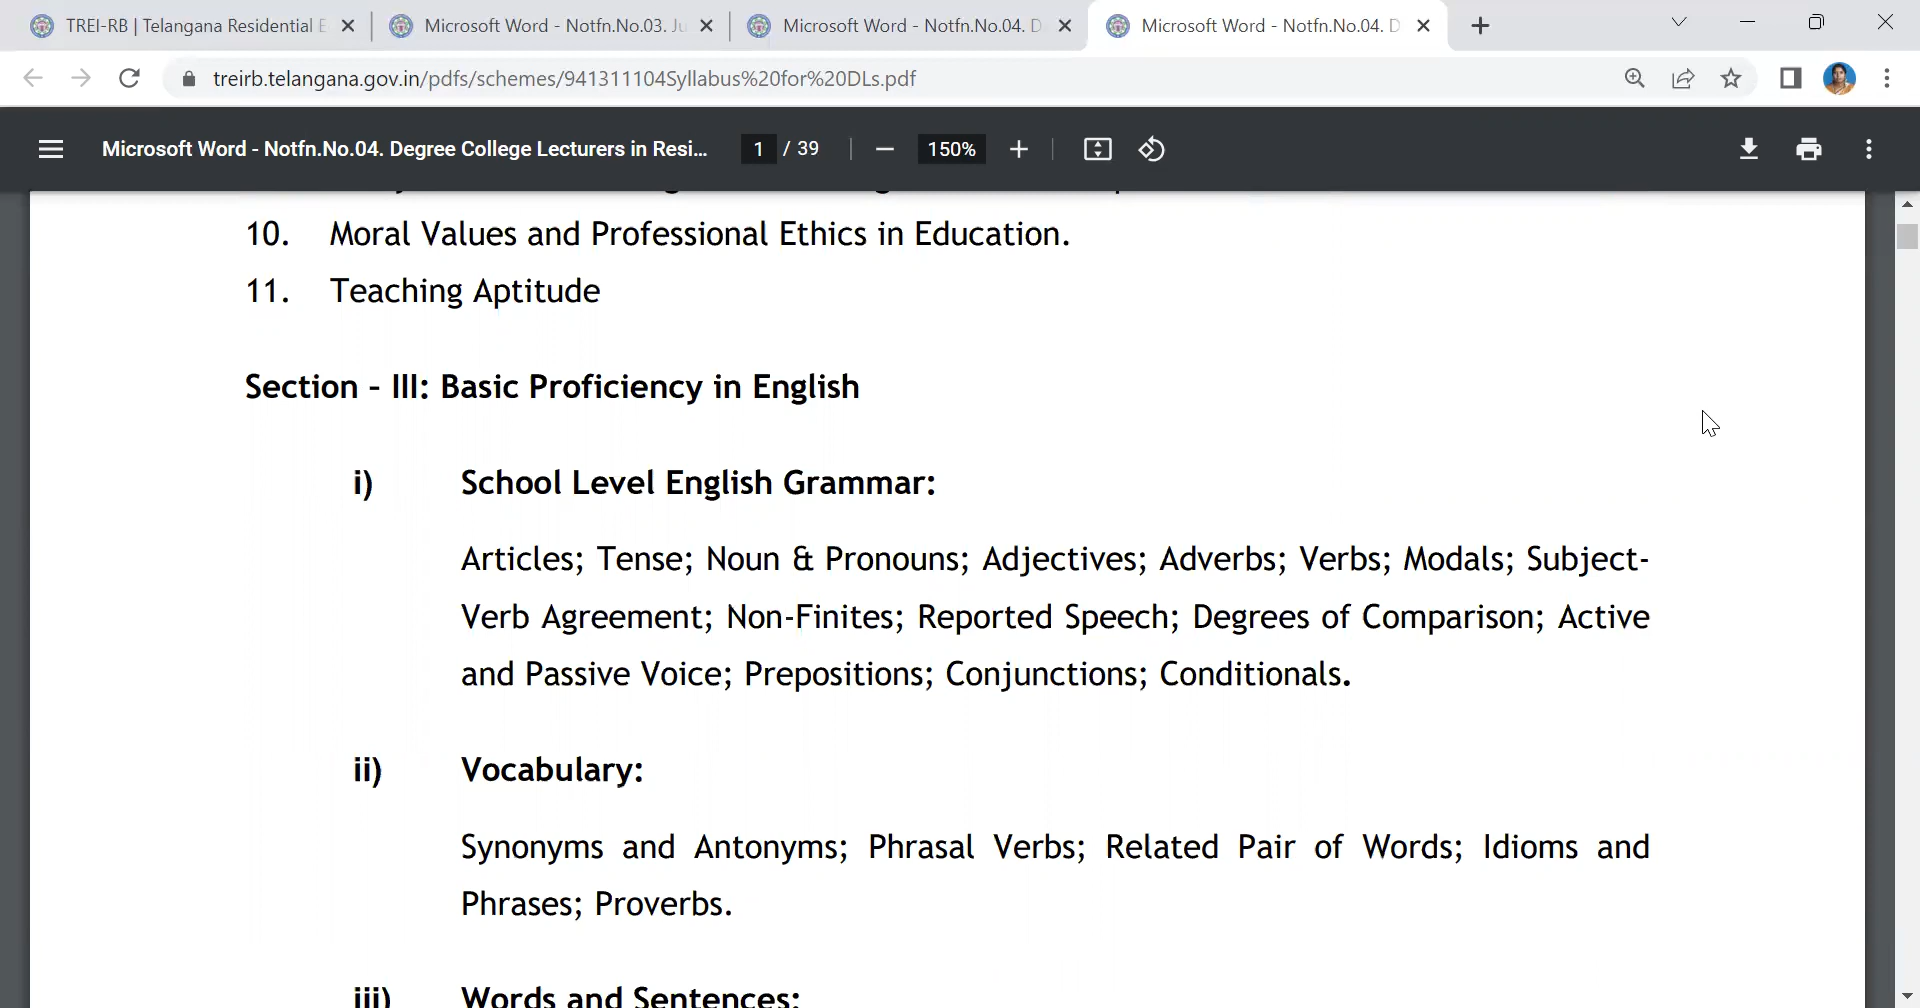 TREI-RB | Telangana Residential E
Microsoft Word - Notfn.No.03. Ju
Microsoft Word - Notfn.No.04. D
Microsoft Word - Notfn.No.04. D
treirb.telangana.gov.in/pdfs/schemes/941311104Syllabus%20for%20DLs.pdf
Microsoft Word - Notfn.No.04. Degree College Lecturers in Resi... 1 / 39 150%
10. Moral Values and Professional Ethics in Education.
11. Teaching Aptitude
Section - III: Basic Proficiency in English
i) School Level English Grammar:
Articles; Tense; Noun & Pronouns; Adjectives; Adverbs; Verbs; Modals; Subject-
Verb Agreement; Non-Finites; Reported Speech; Degrees of Comparison; Active
and Passive Voice; Prepositions; Conjunctions; Conditionals.
ii) Vocabulary:
Synonyms and Antonyms; Phrasal Verbs; Related Pair of Words; Idioms and
Phrases; Proverbs.
iii) Words and Sentences: